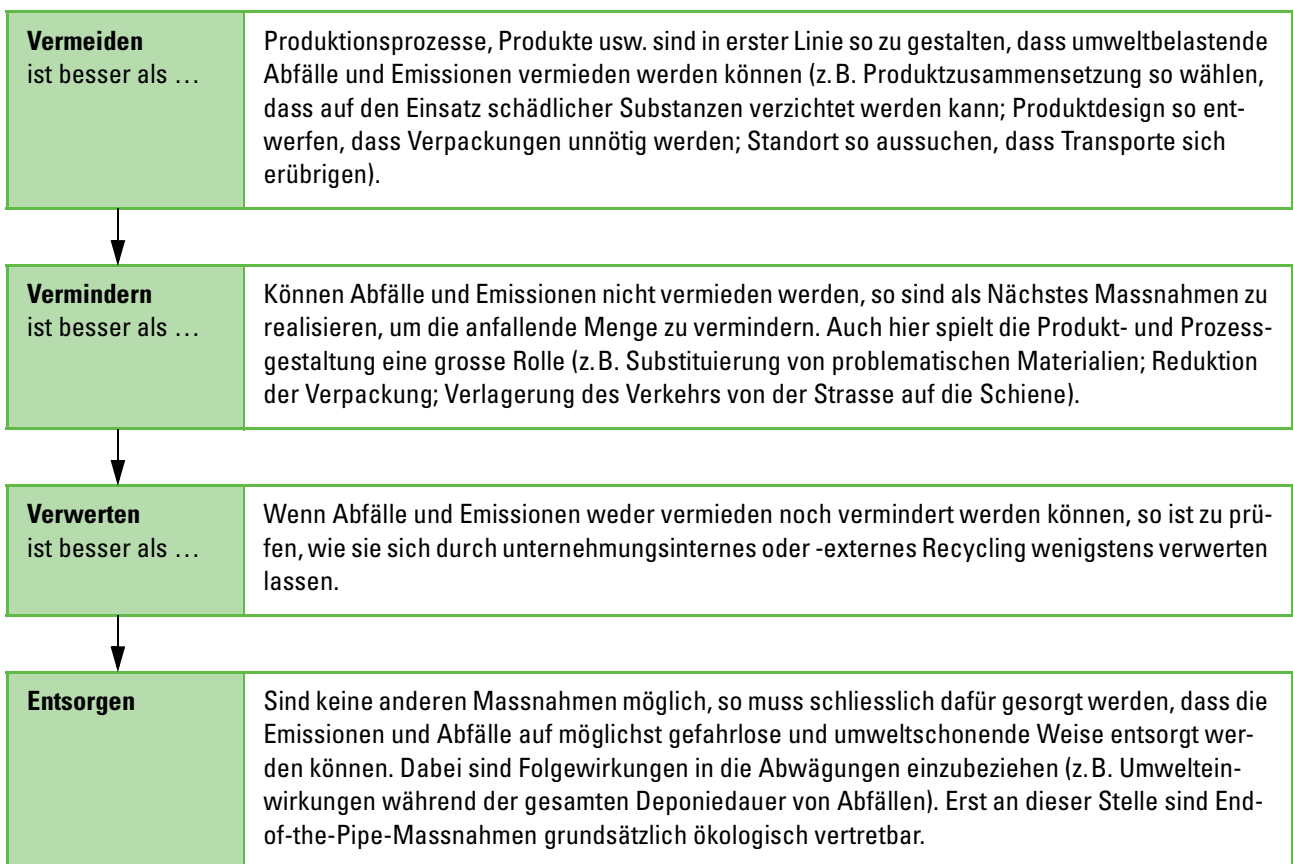 Vermeiden
ist besser als …
Produktionsprozesse, Produkte usw. sind in erster Linie so zu gestalten, dass umweltbelastende
Abfälle und Emissionen vermieden werden können (z. B. Produktzusammensetzung so wählen,
dass auf den Einsatz schädlicher Substanzen verzichtet werden kann; Produktdesign so ent-
werfen, dass Verpackungen unnötig werden; Standort so aussuchen, dass Transporte sich
erübrigen).
Vermindern
ist besser als …
Können Abfälle und Emissionen nicht vermieden werden, so sind als Nächstes Massnahmen zu
realisieren, um die anfallende Menge zu vermindern. Auch hier spielt die Produkt- und Prozess-
gestaltung eine grosse Rolle (z. B. Substituierung von problematischen Materialien; Reduktion
der Verpackung; Verlagerung des Verkehrs von der Strasse auf die Schiene).
Verwerten
ist besser als …
Wenn Abfälle und Emissionen weder vermieden noch vermindert werden können, so ist zu prü-
fen, wie sie sich durch unternehmungsinternes oder -externes Recycling wenigstens verwerten
lassen.
Entsorgen
Sind keine anderen Massnahmen möglich, so muss schliesslich dafür gesorgt werden, dass die
Emissionen und Abfälle auf möglichst gefahrlose und umweltschonende Weise entsorgt wer-
den können. Dabei sind Folgewirkungen in die Abwägungen einzubeziehen (z. B. Umweltein-
wirkungen während der gesamten Deponiedauer von Abfällen). Erst an dieser Stelle sind End-
of-the-Pipe-Massnahmen grundsätzlich ökologisch vertretbar.